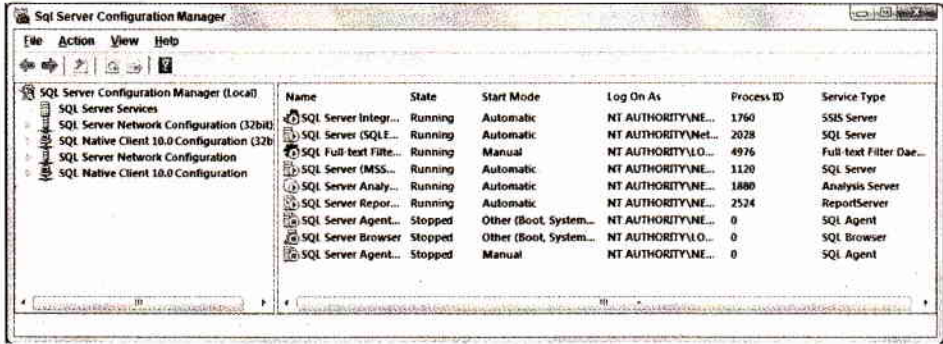 Sql Server Configuration Manager
File Action View Help
SQL Server Configuration Manager (Local)
SQL Server Services
SQL Server Network Configuration (32bit)
SQL Native Client 10.0 Configuration (32b
SQL Server Network Configuration
SQL Native Client 10.0 Configuration
Name State Start Mode Log On As Process ID Service Type
SQL Server Integr... Running Automatic NT AUTHORITY\NE... 1760 SSIS Server
SQL Server (SQLE... Running Automatic NT AUTHORITY\Net... 2028 SQL Server
SQL Full-text Filte... Running Manual NT AUTHORITY\LO... 4976 Full-text Filter Dae...
SQL Server (MSS... Running Automatic NT AUTHORITY\NE... 1120 SQL Server
SQL Server Analy... Running Automatic NT AUTHORITY\NE... 1880 Analysis Server
SQL Server Repor... Running Automatic NT AUTHORITY\NE... 2524 ReportServer
SQL Server Agent... Stopped Other (Boot, System... NT AUTHORITY\NE... 0 SQL Agent
SQL Server Browser Stopped Other (Boot, System... NT AUTHORITY\LO... 0 SQL Browser
SQL Server Agent... Stopped Manual NT AUTHORITY\NE... 0 SQL Agent